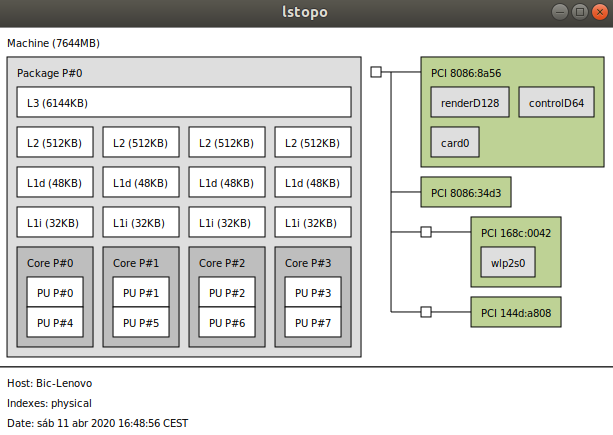 lstopo
Machine (7644MB)
Package P#0
L3 (6144KB)
L2 (512KB) L2 (512KB) L2 (512KB) L2 (512KB)
L1d (48KB) L1d (48KB) L1d (48KB) L1d (48KB)
L1i (32KB) L1i (32KB) L1i (32KB) L1i (32KB)
Core P#0 Core P#1 Core P#2 Core P#3
PU P#0 PU P#1 PU P#2 PU P#3
PU P#4 PU P#5 PU P#6 PU P#7
PCI 8086:8a56
renderD128 controlD64
card0
PCI 8086:34d3
PCI 168c:0042
wlp2s0
PCI 144d:a808
Host: Bic-Lenovo
Indexes: physical
Date: sáb 11 abr 2020 16:48:56 CEST